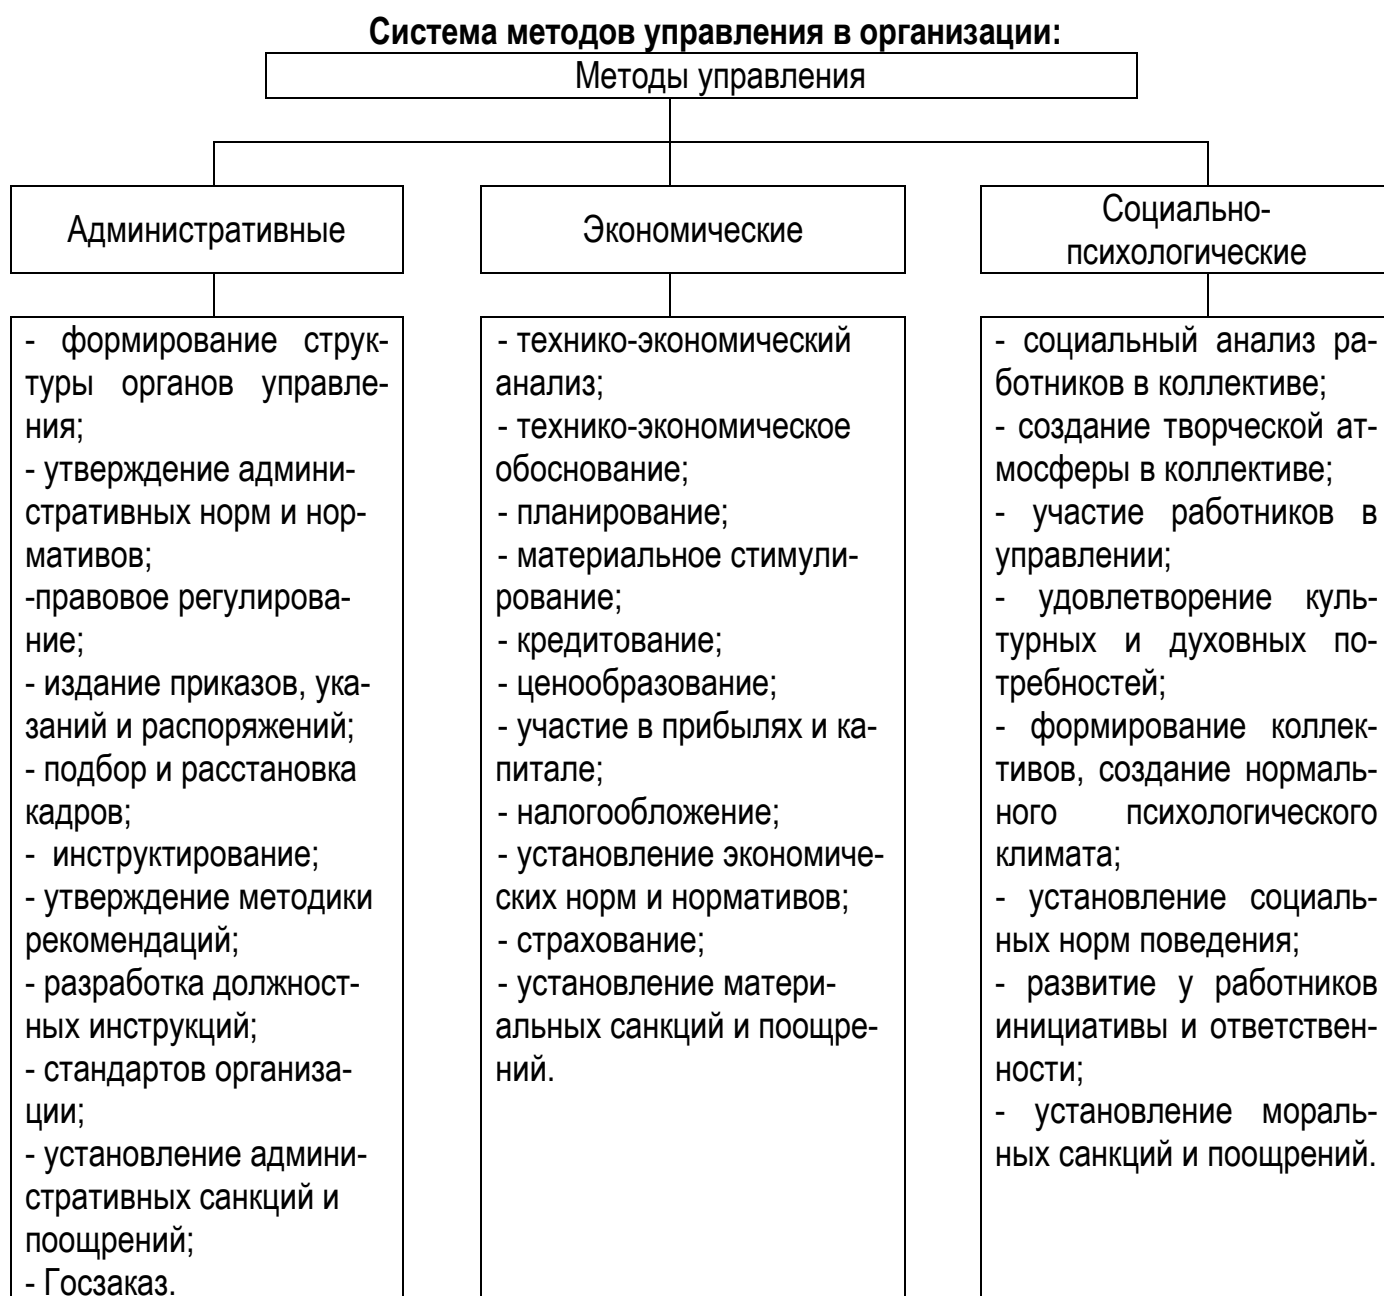 Система методов управления в организации:
Методы управления
Административные
- формирование струк-
туры органов управле-
ния;
- утверждение админи-
стративных норм и нор-
мативов;
-правовое регулирова-
ние;
- издание приказов, ука-
заний и распоряжений;
- подбор и расстановка
кадров;
- инструктирование;
- утверждение методики
рекомендаций;
- разработка должност-
ных инструкций;
- стандартов организа-
ции;
- установление админи-
стративных санкций и
поощрений;
- Госзаказ.
Экономические
- технико-экономический
анализ;
- технико-экономическое
обоснование;
- планирование;
- материальное стимули-
рование;
- кредитование;
- ценообразование;
- участие в прибылях и ка-
питале;
- налогообложение;
- установление экономиче-
ских норм и нормативов;
- страхование;
- установление матери-
альных санкций и поощре-
ний.
Социально-
психологические
- социальный анализ ра-
ботников в коллективе;
- создание творческой ат-
мосферы в коллективе;
- участие работников в
управлении;
- удовлетворение куль-
турных и духовных по-
требностей;
- формирование коллек-
тивов, создание нормаль-
ного психологического
климата;
- установление социаль-
ных норм поведения;
- развитие у работников
инициативы и ответствен-
ности;
- установление мораль-
ных санкций и поощрений.